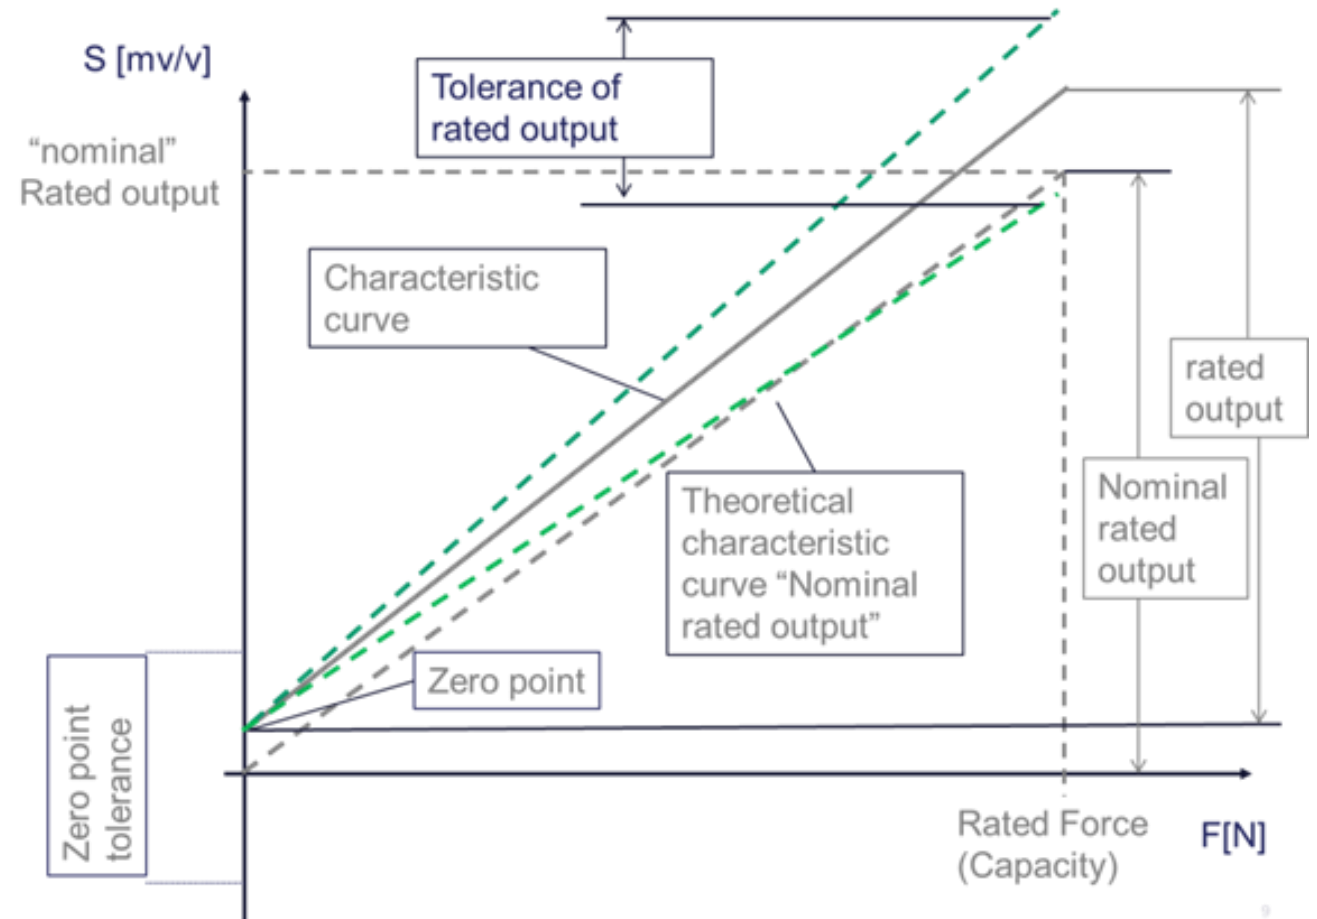 S [mv/v]
“nominal”
Rated output
Tolerance of
rated output
Characteristic
curve
rated
output
Nominal
rated
output
Theoretical
characteristic
curve “Nominal
rated output”
Zero point
Zero point
tolerance
Rated Force
(Capacity)
F[N]
9